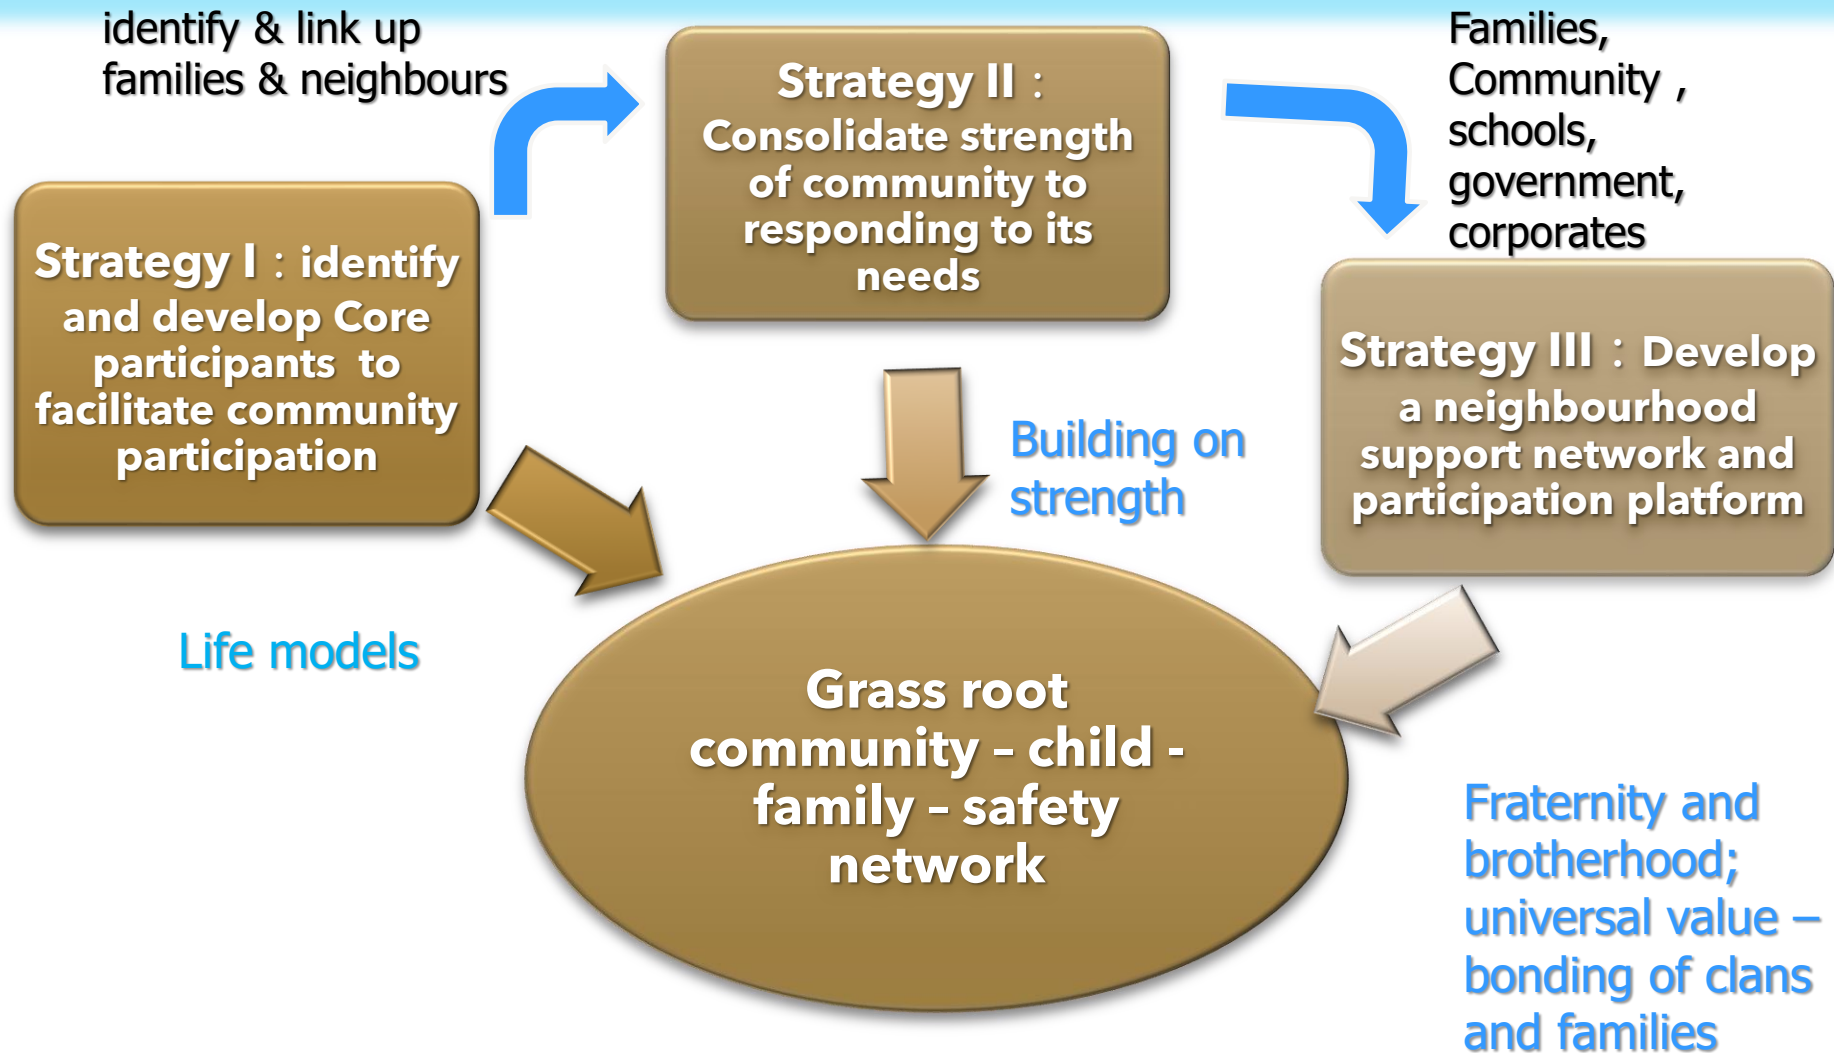 identify & link up
families & neighbours
Strategy I : identify
and develop Core
participants to
facilitate community
participation
Strategy II :
Consolidate strength
of community to
responding to its
needs
Families,
Community ,
schools,
government,
corporates
Strategy III : Develop
a neighbourhood
support network and
participation platform
Building on
strength
Life models
Grass root
community – child -
family – safety
network
Fraternity and
brotherhood;
universal value –
bonding of clans
and families